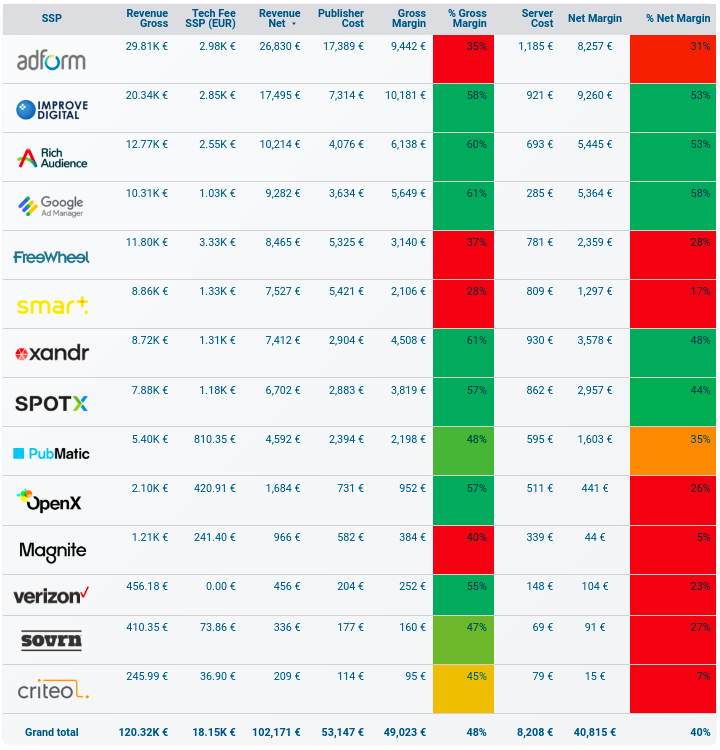 SSP Revenue Gross Tech Fee SSP (EUR) Revenue Net Publisher Cost Gross Margin % Gross Margin Server Cost Net Margin % Net Margin
adform 29.81K € 2.98K € 26,830 € 17,389 € 9,442 € 35% 1,185 € 8,257 € 31%
IMPROVE DIGITAL 20.34K € 2.85K € 17,495 € 7,314 € 10,181 € 58% 921 € 9,260 € 53%
Rich Audience 12.77K € 2.55K € 10,214 € 4,076 € 6,138 € 60% 693 € 5,445 € 53%
Google Ad Manager 10.31K € 1.03K € 9,282 € 3,634 € 5,649 € 61% 285 € 5,364 € 58%
FreeWheel 11.80K € 3.33K € 8,465 € 5,325 € 3,140 € 37% 781 € 2,359 € 28%
smart 8.86K € 1.33K € 7,527 € 5,421 € 2,106 € 28% 809 € 1,297 € 17%
xandr 8.72K € 1.31K € 7,412 € 2,904 € 4,508 € 61% 930 € 3,578 € 48%
SPOTX 7.88K € 1.18K € 6,702 € 2,883 € 3,819 € 57% 862 € 2,957 € 44%
PubMatic 5.40K € 810.35 € 4,592 € 2,394 € 2,198 € 48% 595 € 1,603 € 35%
OpenX 2.10K € 420.91 € 1,684 € 731 € 952 € 57% 511 € 441 € 26%
Magnite 1.21K € 241.40 € 966 € 582 € 384 € 40% 339 € 44 € 5%
verizon 456.18 € 0.00 € 456 € 204 € 252 € 55% 148 € 104 € 23%
sovrn 410.35 € 73.86 € 336 € 177 € 160 € 47% 69 € 91 € 27%
criteo 245.99 € 36.90 € 209 € 114 € 95 € 45% 79 € 15 € 7%
Grand total 120.32K € 18.15K € 102,171 € 53,147 € 49,023 € 48% 8,208 € 40,815 € 40%